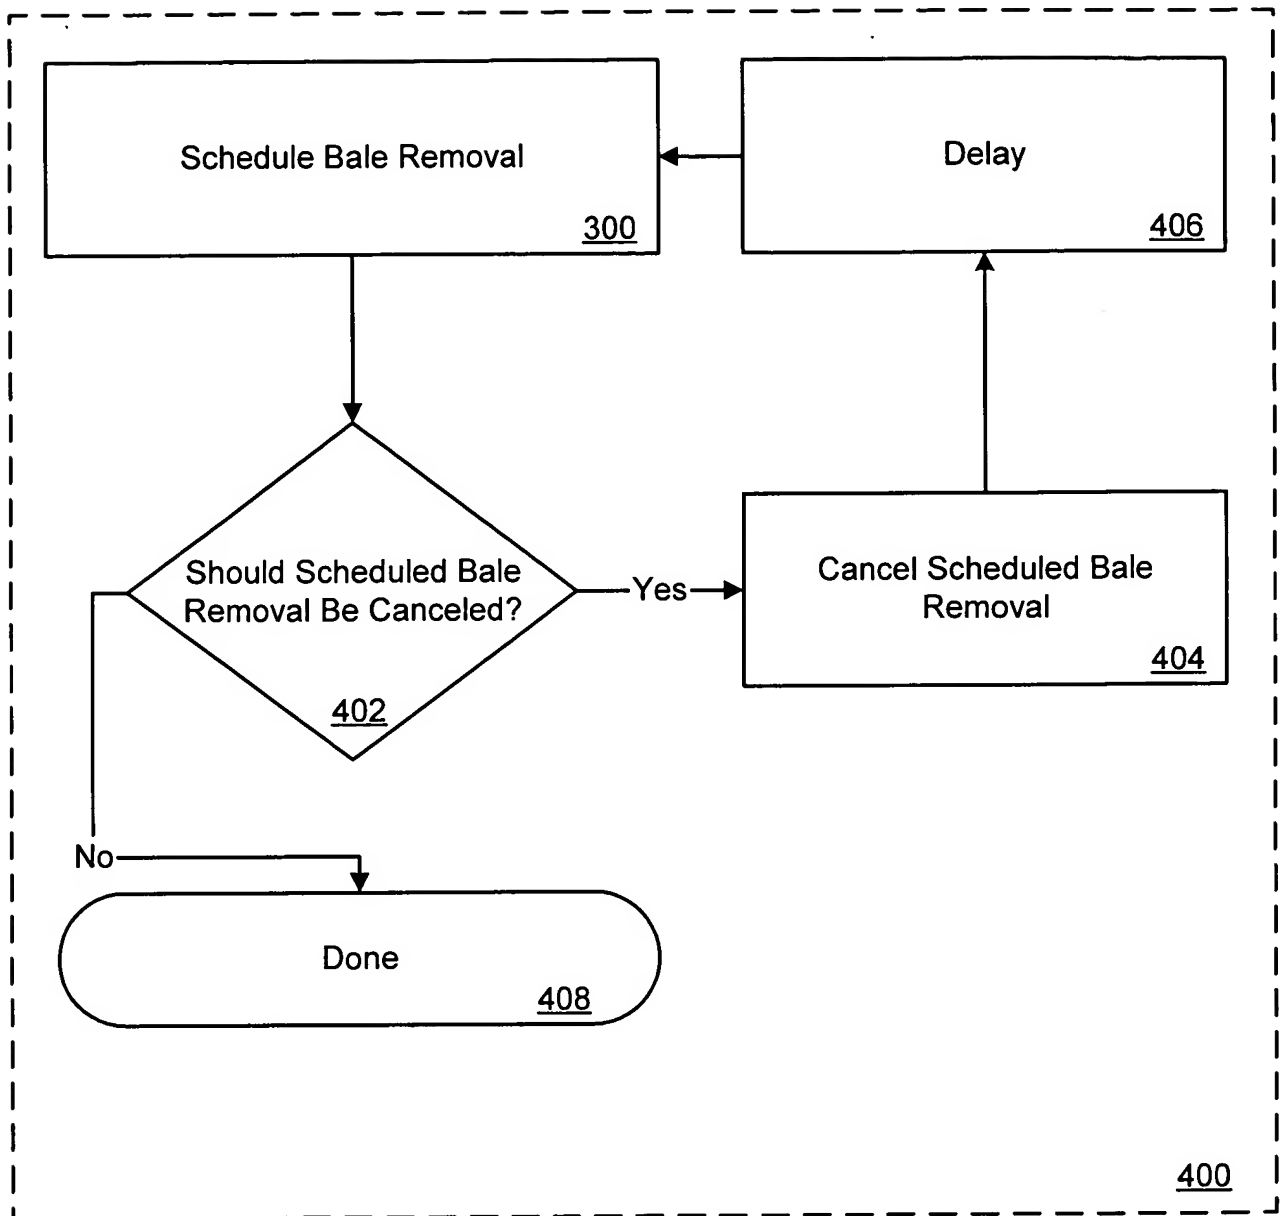 Schedule Bale Removal
300
Delay
406
Should Scheduled Bale
Removal Be Canceled?
402
Yes
Cancel Scheduled Bale
Removal
404
No
Done
408
400